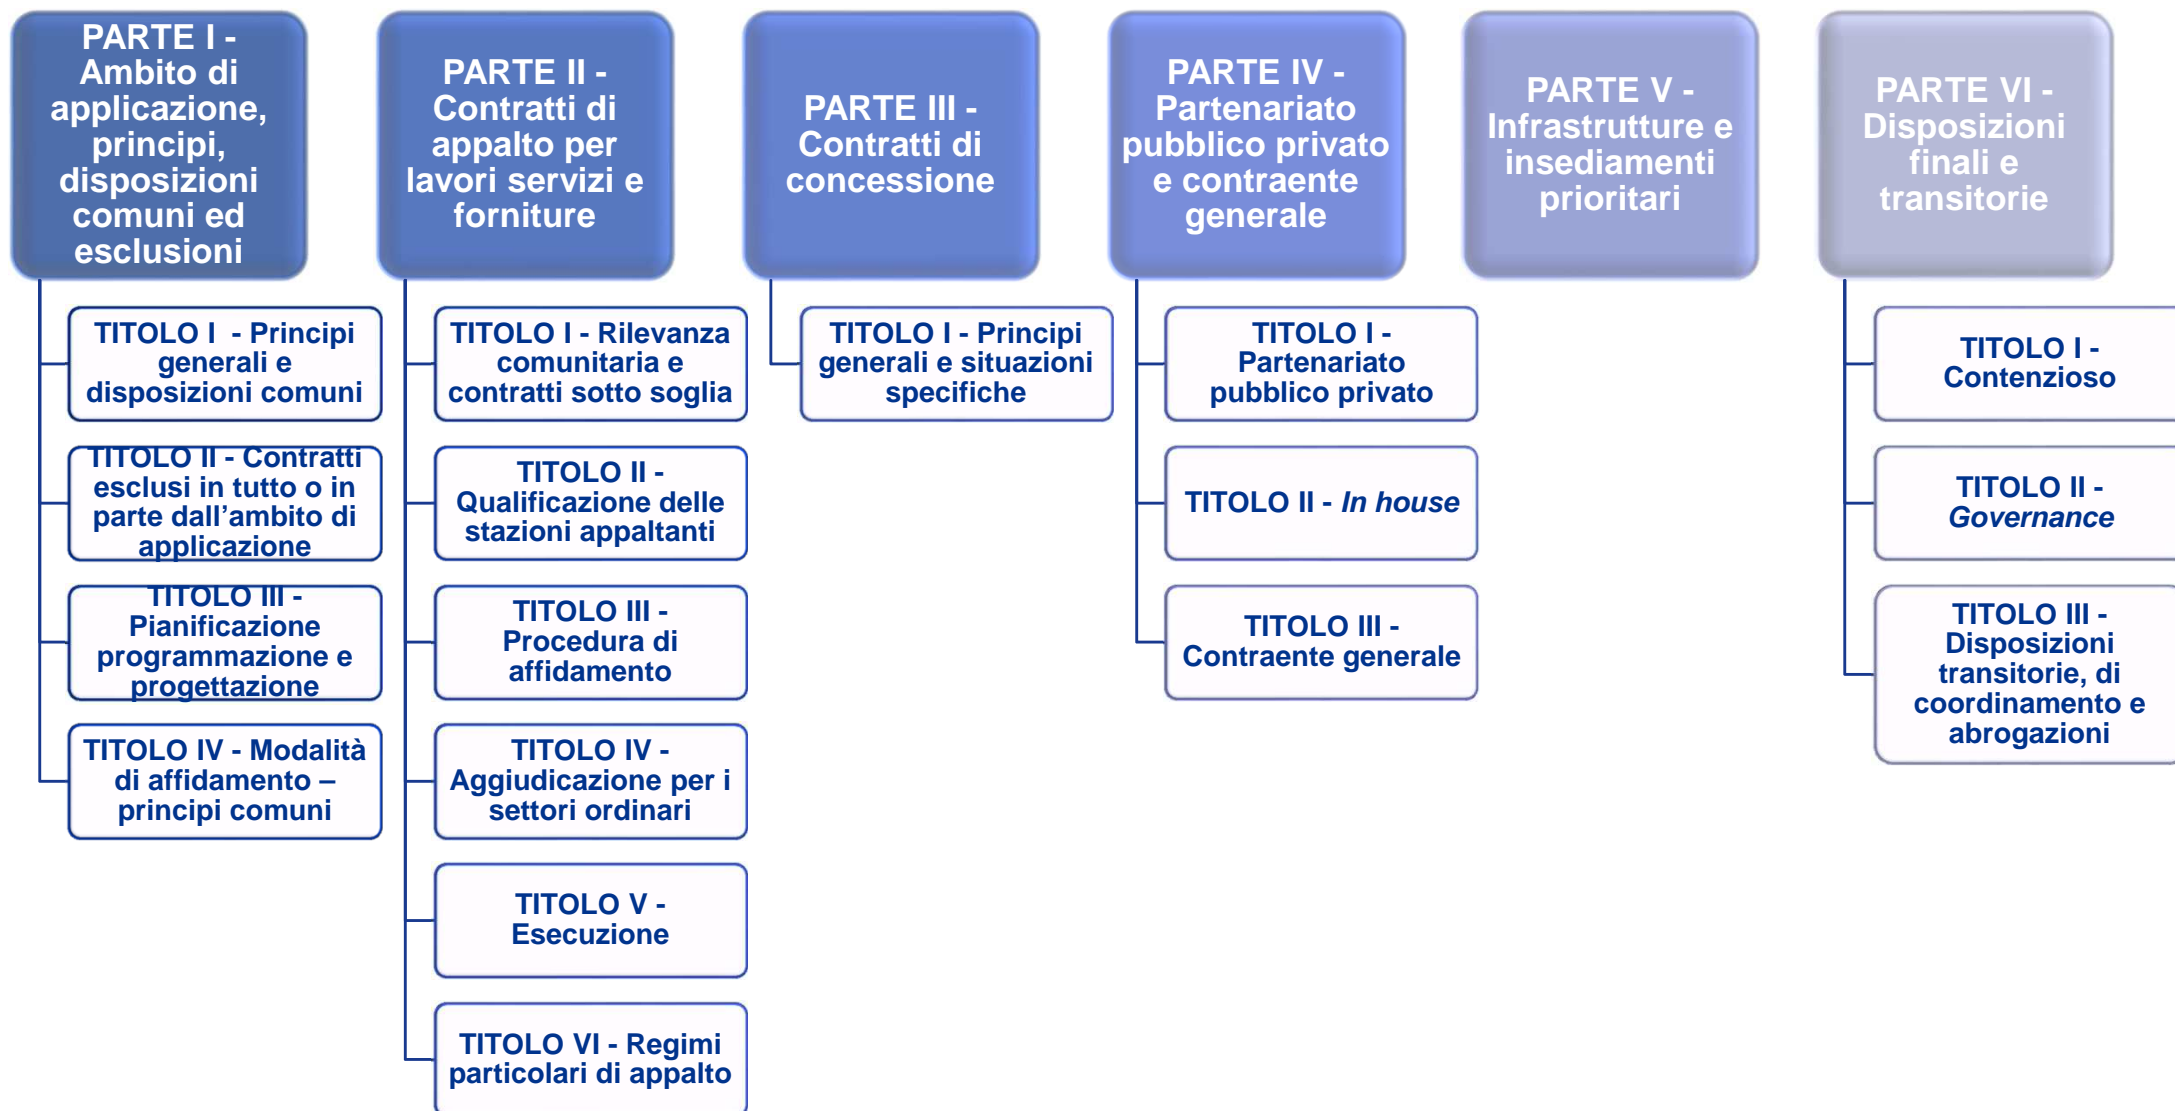 PARTE I -
Ambito di
applicazione,
principi,
disposizioni
comuni ed
esclusioni
TITOLO I - Principi
generali e
disposizioni comuni
TITOLO II - Contratti
esclusi in tutto o in
parte dall'ambito di
applicazione
TITOLO III -
Pianificazione
programmazione e
progettazione
TITOLO IV - Modalità
di affidamento –
principi comuni
PARTE II -
Contratti di
appalto per
lavori servizi e
forniture
TITOLO I - Rilevanza
comunitaria e
contratti sotto soglia
TITOLO II -
Qualificazione delle
stazioni appaltanti
TITOLO III -
Procedura di
affidamento
TITOLO IV -
Aggiudicazione per i
settori ordinari
TITOLO V -
Esecuzione
TITOLO VI - Regimi
particolari di appalto
PARTE III -
Contratti di
concessione
TITOLO I - Principi
generali e situazioni
specifiche
PARTE IV -
Partenariato
pubblico privato
e contraente
generale
TITOLO I -
Partenariato
pubblico privato
TITOLO II - In house
TITOLO III -
Contraente generale
PARTE V -
Infrastrutture e
insediamenti
prioritari
PARTE VI -
Disposizioni
finali e
transitorie
TITOLO I -
Contenzioso
TITOLO II -
Governance
TITOLO III -
Disposizioni
transitorie, di
coordinamento e
abrogazioni